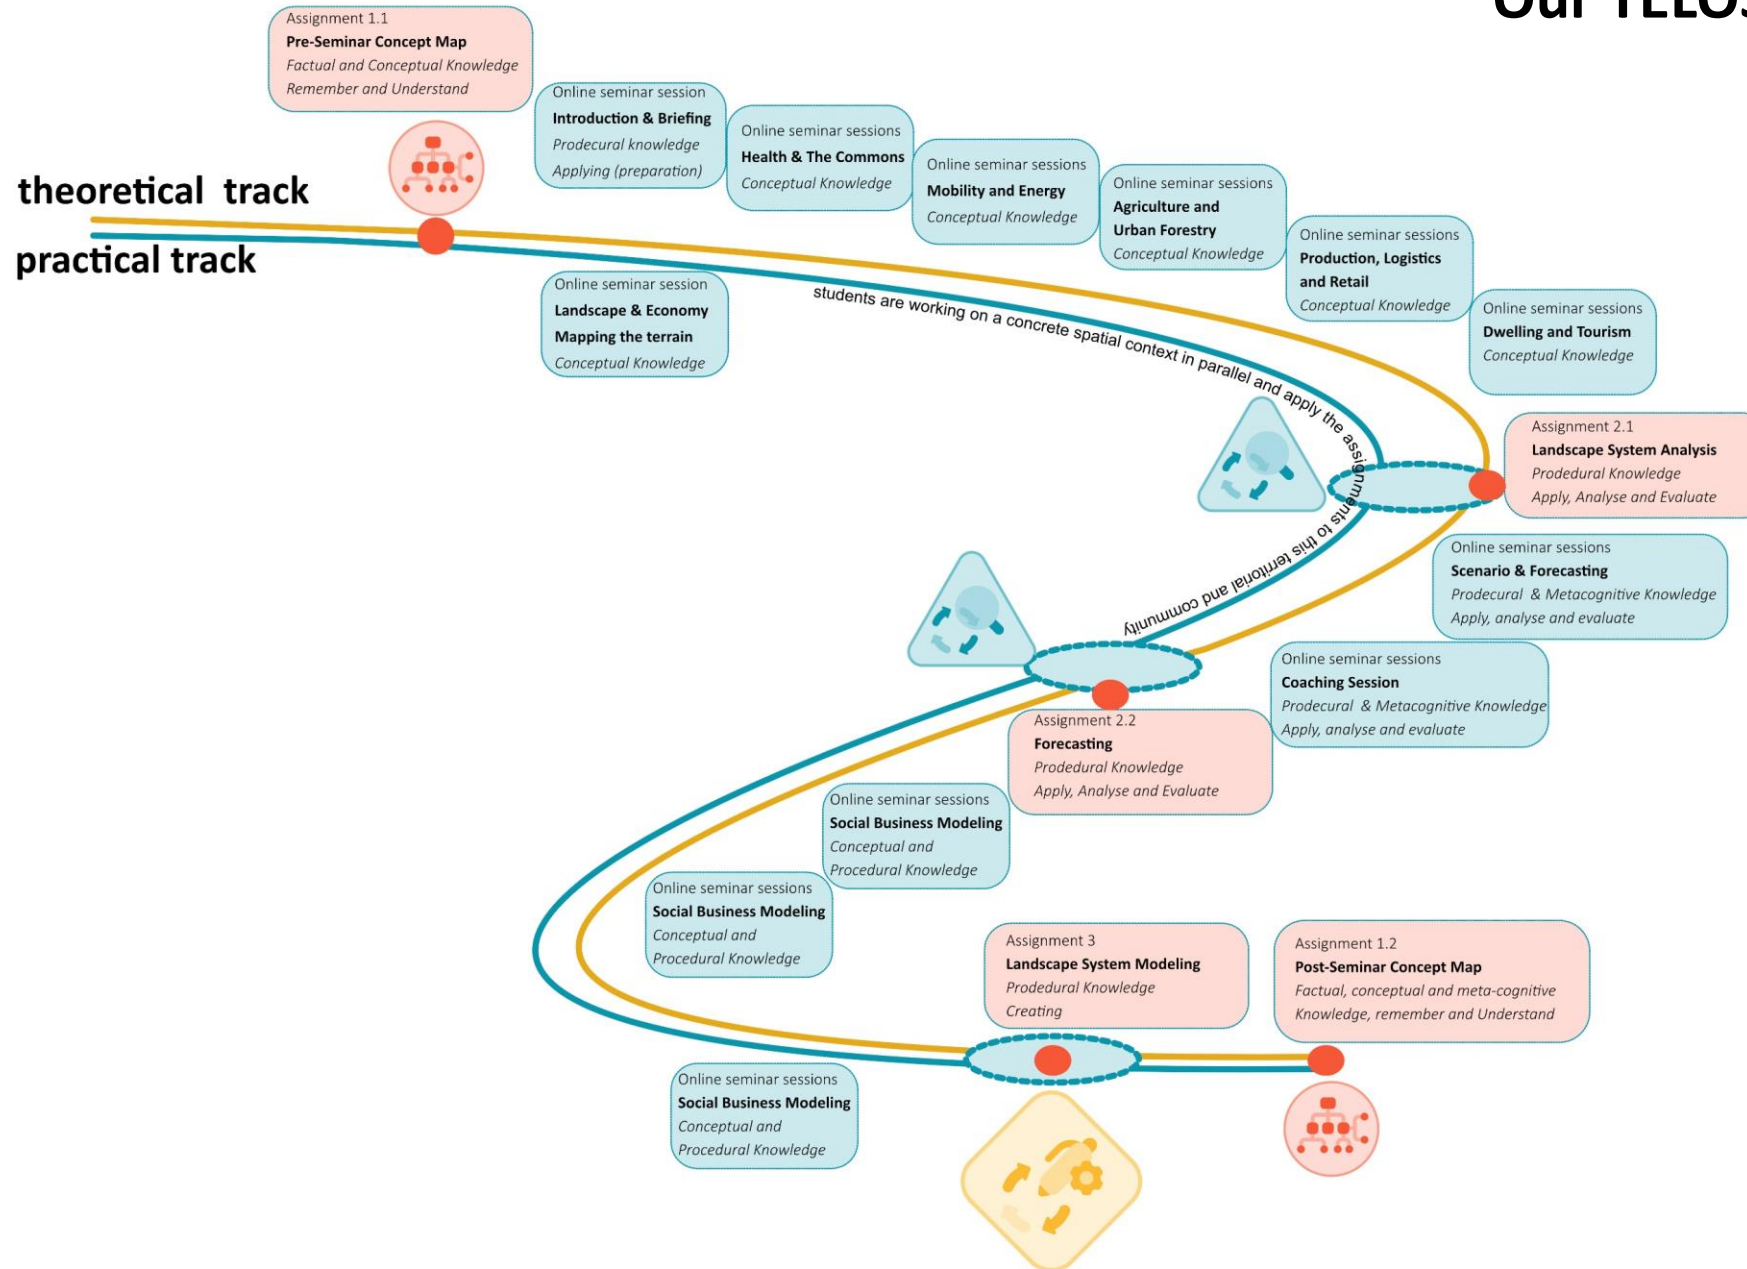 Our TELOS
Assignment 1.1
Pre-Seminar Concept Map
Factual and Conceptual Knowledge
Remember and Understand
Online seminar session
Introduction & Briefing
Prodecural knowledge
Applying (preparation)
Online seminar sessions
Health & The Commons
Conceptual Knowledge
Online seminar sessions
Mobility and Energy
Conceptual Knowledge
Online seminar sessions
Agriculture and
Urban Forestry
Conceptual Knowledge
Online seminar sessions
Production, Logistics
and Retail
Conceptual Knowledge
Online seminar sessions
Dwelling and Tourism
Conceptual Knowledge
theoretical track
practical track
Online seminar session
Landscape & Economy
Mapping the terrain
Conceptual Knowledge
students are working on a concrete spatial context in parallel and apply the assignments to this territorial and community
Assignment 2.1
Landscape System Analysis
Prodedural Knowledge
Apply, Analyse and Evaluate
Online seminar sessions
Scenario & Forecasting
Prodecural & Metacognitive Knowledge
Apply, analyse and evaluate
Online seminar sessions
Coaching Session
Prodecural & Metacognitive Knowledge
Apply, analyse and evaluate
Assignment 2.2
Forecasting
Prodedural Knowledge
Apply, Analyse and Evaluate
Online seminar sessions
Social Business Modeling
Conceptual and
Procedural Knowledge
Online seminar sessions
Social Business Modeling
Conceptual and
Procedural Knowledge
Online seminar sessions
Social Business Modeling
Conceptual and
Procedural Knowledge
Assignment 3
Landscape System Modeling
Prodedural Knowledge
Creating
Assignment 1.2
Post-Seminar Concept Map
Factual, conceptual and meta-cognitive
Knowledge, remember and Understand